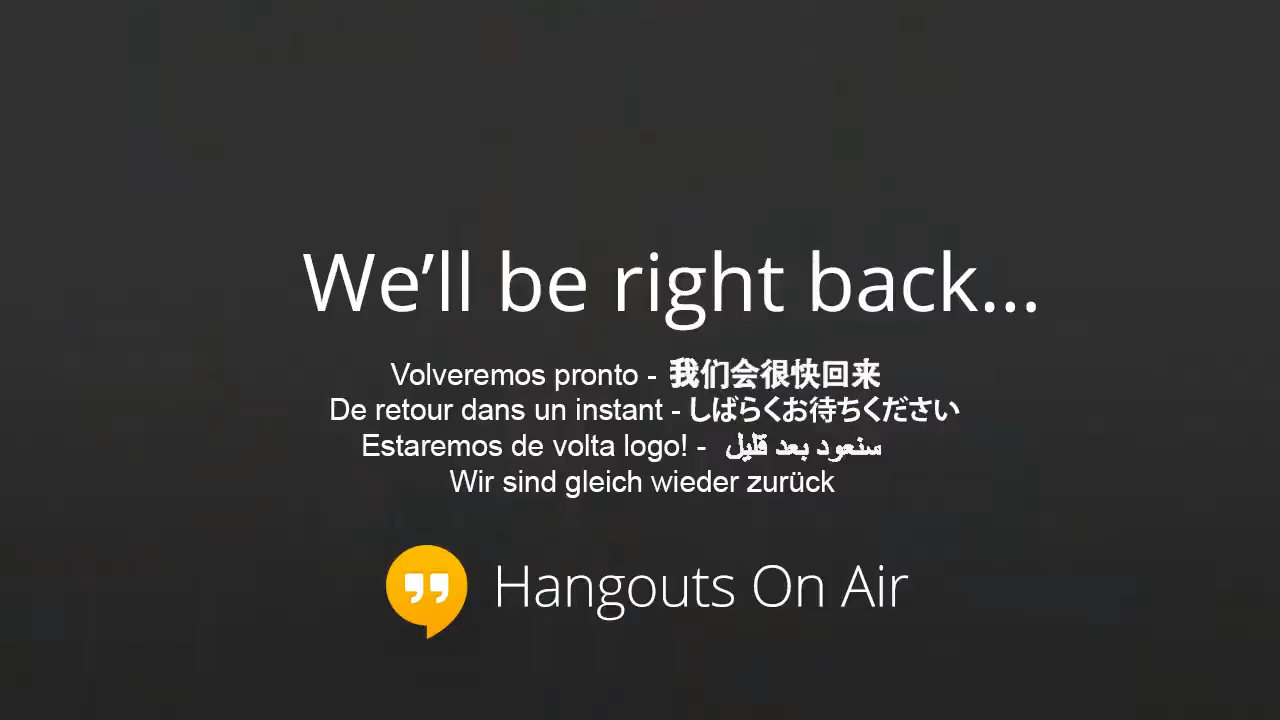 We’ll be right back...
Volveremos pronto - 我们会很快回来
De retour dans un instant - しばらくお待ちください
Estaremos de volta logo! - سنعود بعد قليل
Wir sind gleich wieder zurück
Hangouts On Air